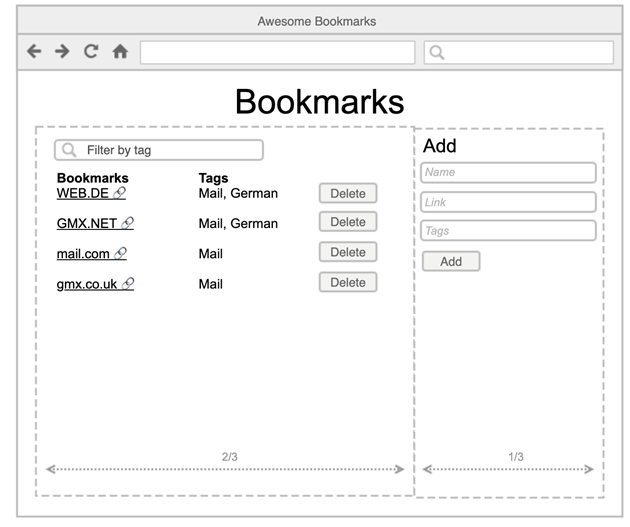 Awesome Bookmarks
Bookmarks
Filter by tag
Bookmarks Tags
WEB.DE Mail, German Delete
GMX.NET Mail, German Delete
mail.com Mail Delete
gmx.co.uk Mail Delete
2/3
Add
Name
Link
Tags
Add
1/3